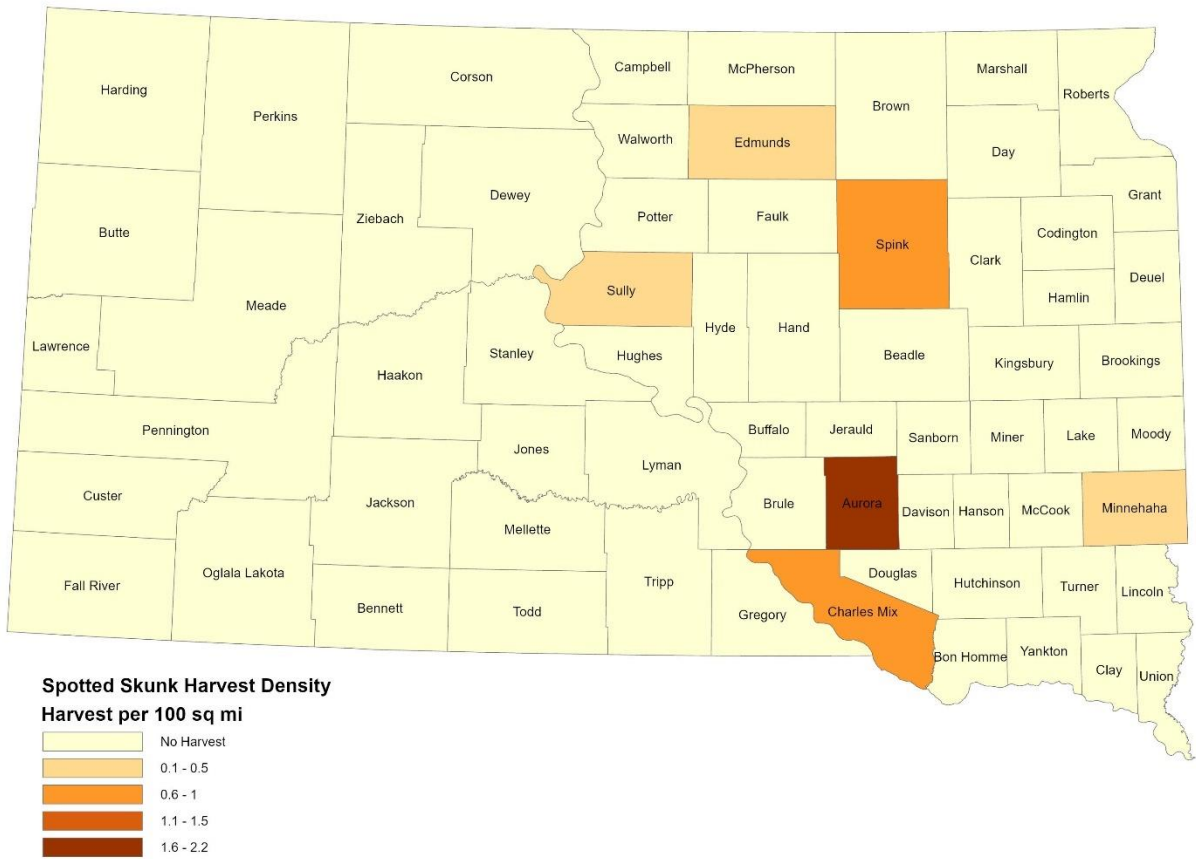 Harding
Perkins
Corson
Campbell
McPherson
Brown
Marshall
Roberts
Walworth
Edmunds
Day
Butte
Ziebach
Dewey
Potter
Faulk
Spink
Clark
Codington
Grant
Meade
Sully
Hamlin
Deuel
Lawrence
Haakon
Stanley
Hughes
Hyde
Hand
Beadle
Kingsbury
Brookings
Pennington
Jones
Lyman
Buffalo
Jerauld
Sanborn
Miner
Lake
Moody
Custer
Jackson
Mellette
Brule
Aurora
Davison
Hanson
McCook
Minnehaha
Fall River
Oglala Lakota
Bennett
Todd
Tripp
Gregory
Charles Mix
Douglas
Hutchinson
Turner
Lincoln
Bon Homme
Yankton
Clay
Union
Spotted Skunk Harvest Density
Harvest per 100 sq mi
No Harvest
0.1 - 0.5
0.6 - 1
1.1 - 1.5
1.6 - 2.2